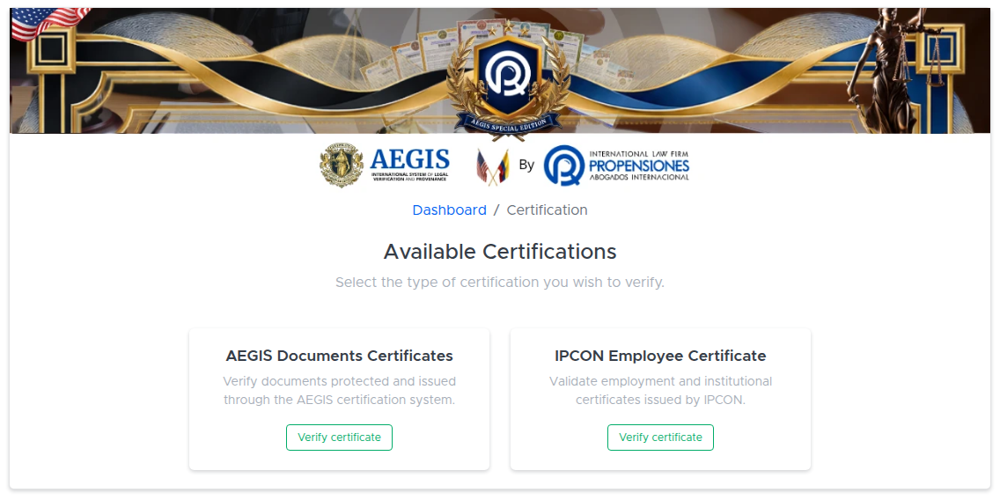 AEGIS SPECIAL EDITION
AEGIS
INTERNATIONAL SYSTEM OF LEGAL
VERIFICATION AND PROVENANCE
By
INTERNATIONAL LAW FIRM
PROPENSIONES
ABOGADOS INTERNACIONAL
Dashboard / Certification
Available Certifications
Select the type of certification you wish to verify.
AEGIS Documents Certificates
Verify documents protected and issued
through the AEGIS certification system.
Verify certificate
IPCON Employee Certificate
Validate employment and institutional
certificates issued by IPCON.
Verify certificate